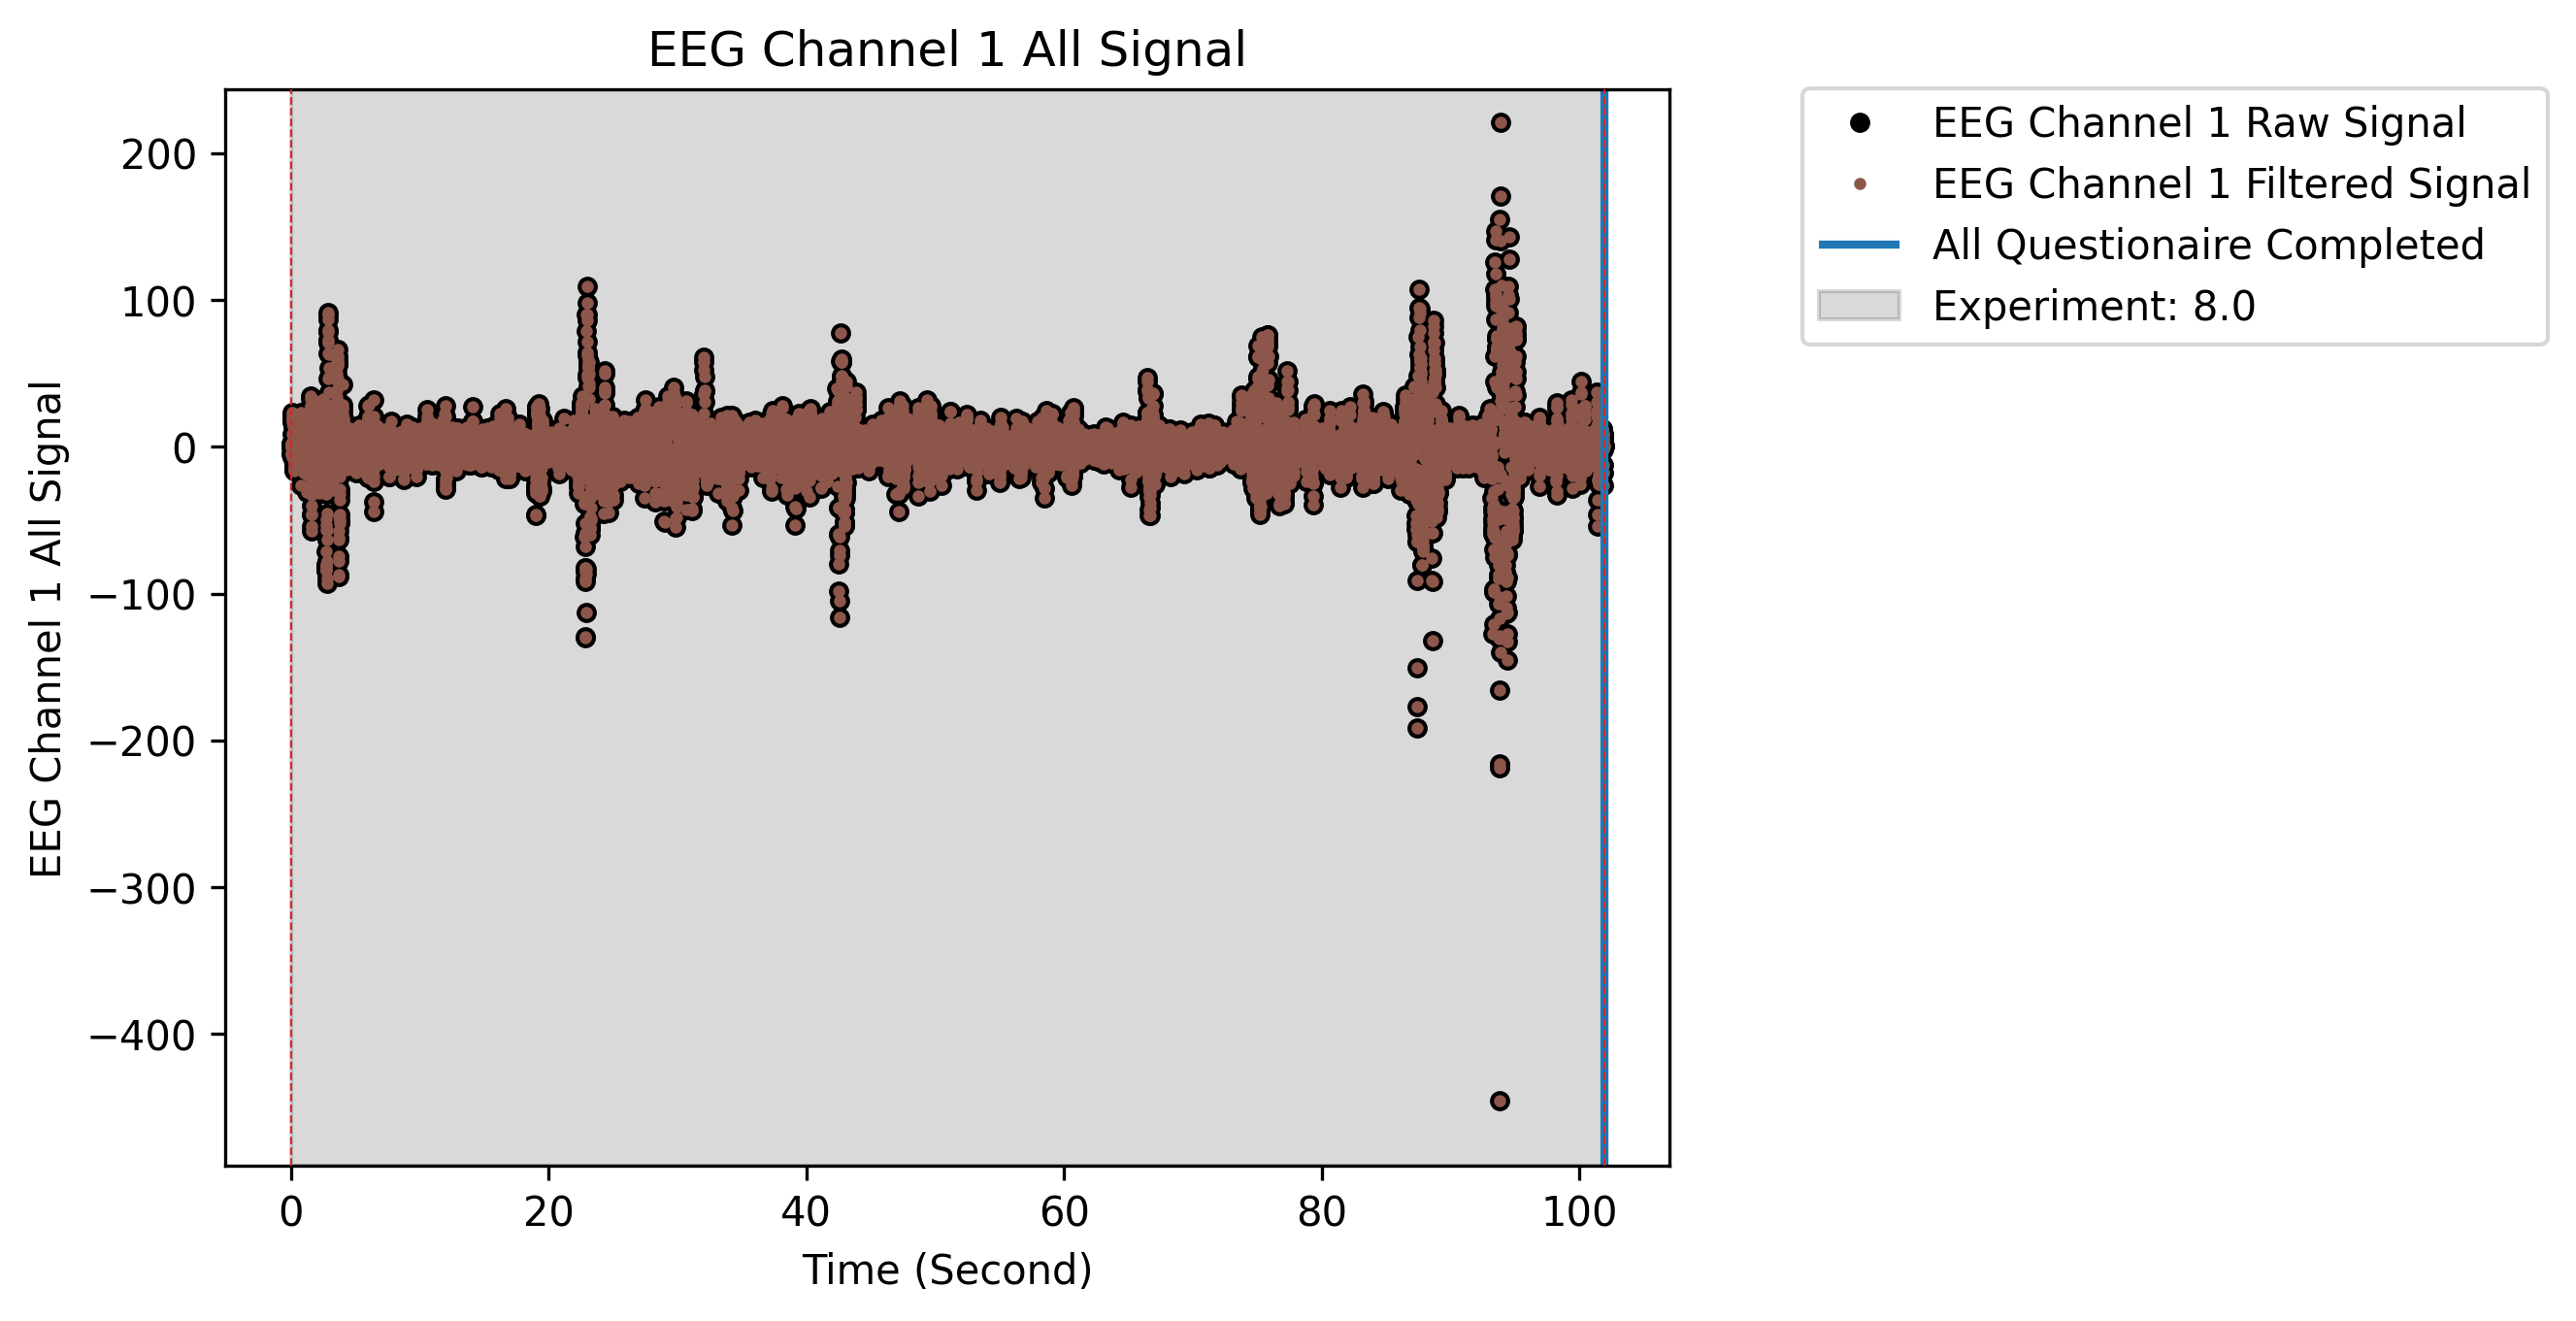 EEG Channel 1 All Signal
EEG Channel 1 Raw Signal
EEG Channel 1 Filtered Signal
All Questionaire Completed
Experiment: 8.0
EEG Channel 1 All Signal
200
100
0
−100
−200
−300
−400
0 20 40 60 80 100
Time (Second)